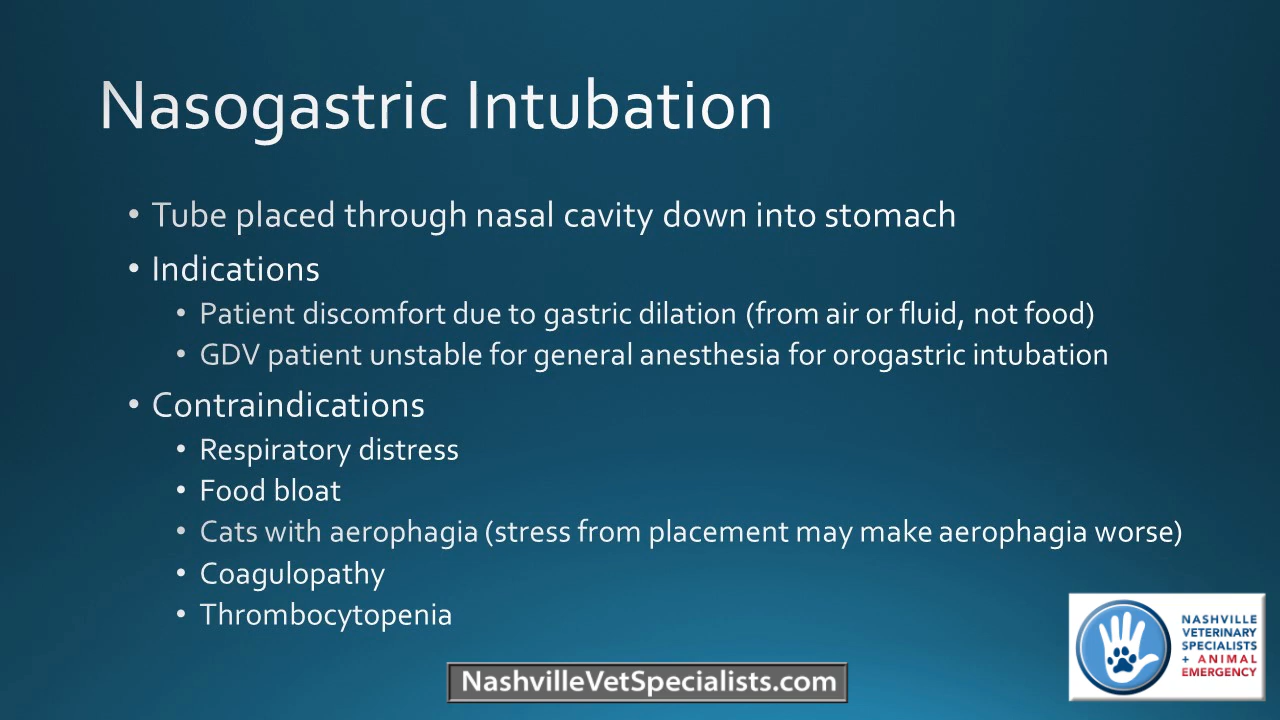 Nasogastric Intubation
• Tube placed through nasal cavity down into stomach
• Indications
• Patient discomfort due to gastric dilation (from air or fluid, not food)
• GDV patient unstable for general anesthesia for orogastric intubation
• Contraindications
• Respiratory distress
• Food bloat
• Cats with aerophagia (stress from placement may make aerophagia worse)
• Coagulopathy
• Thrombocytopenia
NASHVILLE
VETERINARY
SPECIALISTS
+ ANIMAL
EMERGENCY
NashvilleVetSpecialists.com